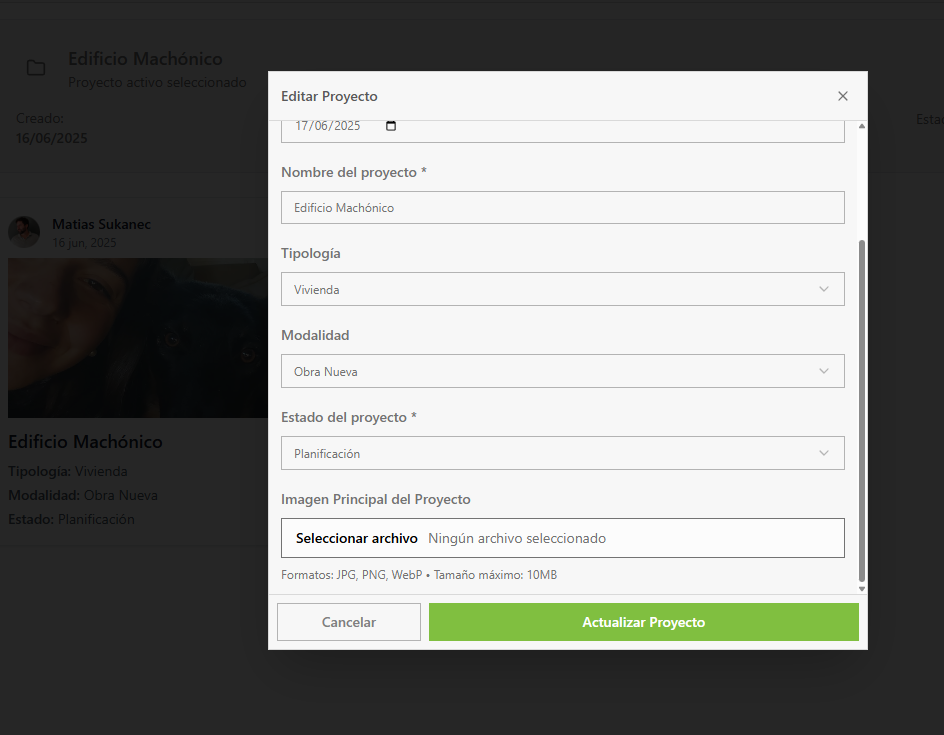 Edificio Machónico
Proyecto activo seleccionado
Creado:
16/06/2025
Matias Sukanec
16 jun, 2025
Edificio Machónico
Tipología: Vivienda
Modalidad: Obra Nueva
Estado: Planificación
Editar Proyecto
17/06/2025
Nombre del proyecto *
Edificio Machónico
Tipología
Vivienda
Modalidad
Obra Nueva
Estado del proyecto *
Planificación
Imagen Principal del Proyecto
Seleccionar archivo Ningún archivo seleccionado
Formatos: JPG, PNG, WebP • Tamaño máximo: 10MB
Cancelar
Actualizar Proyecto